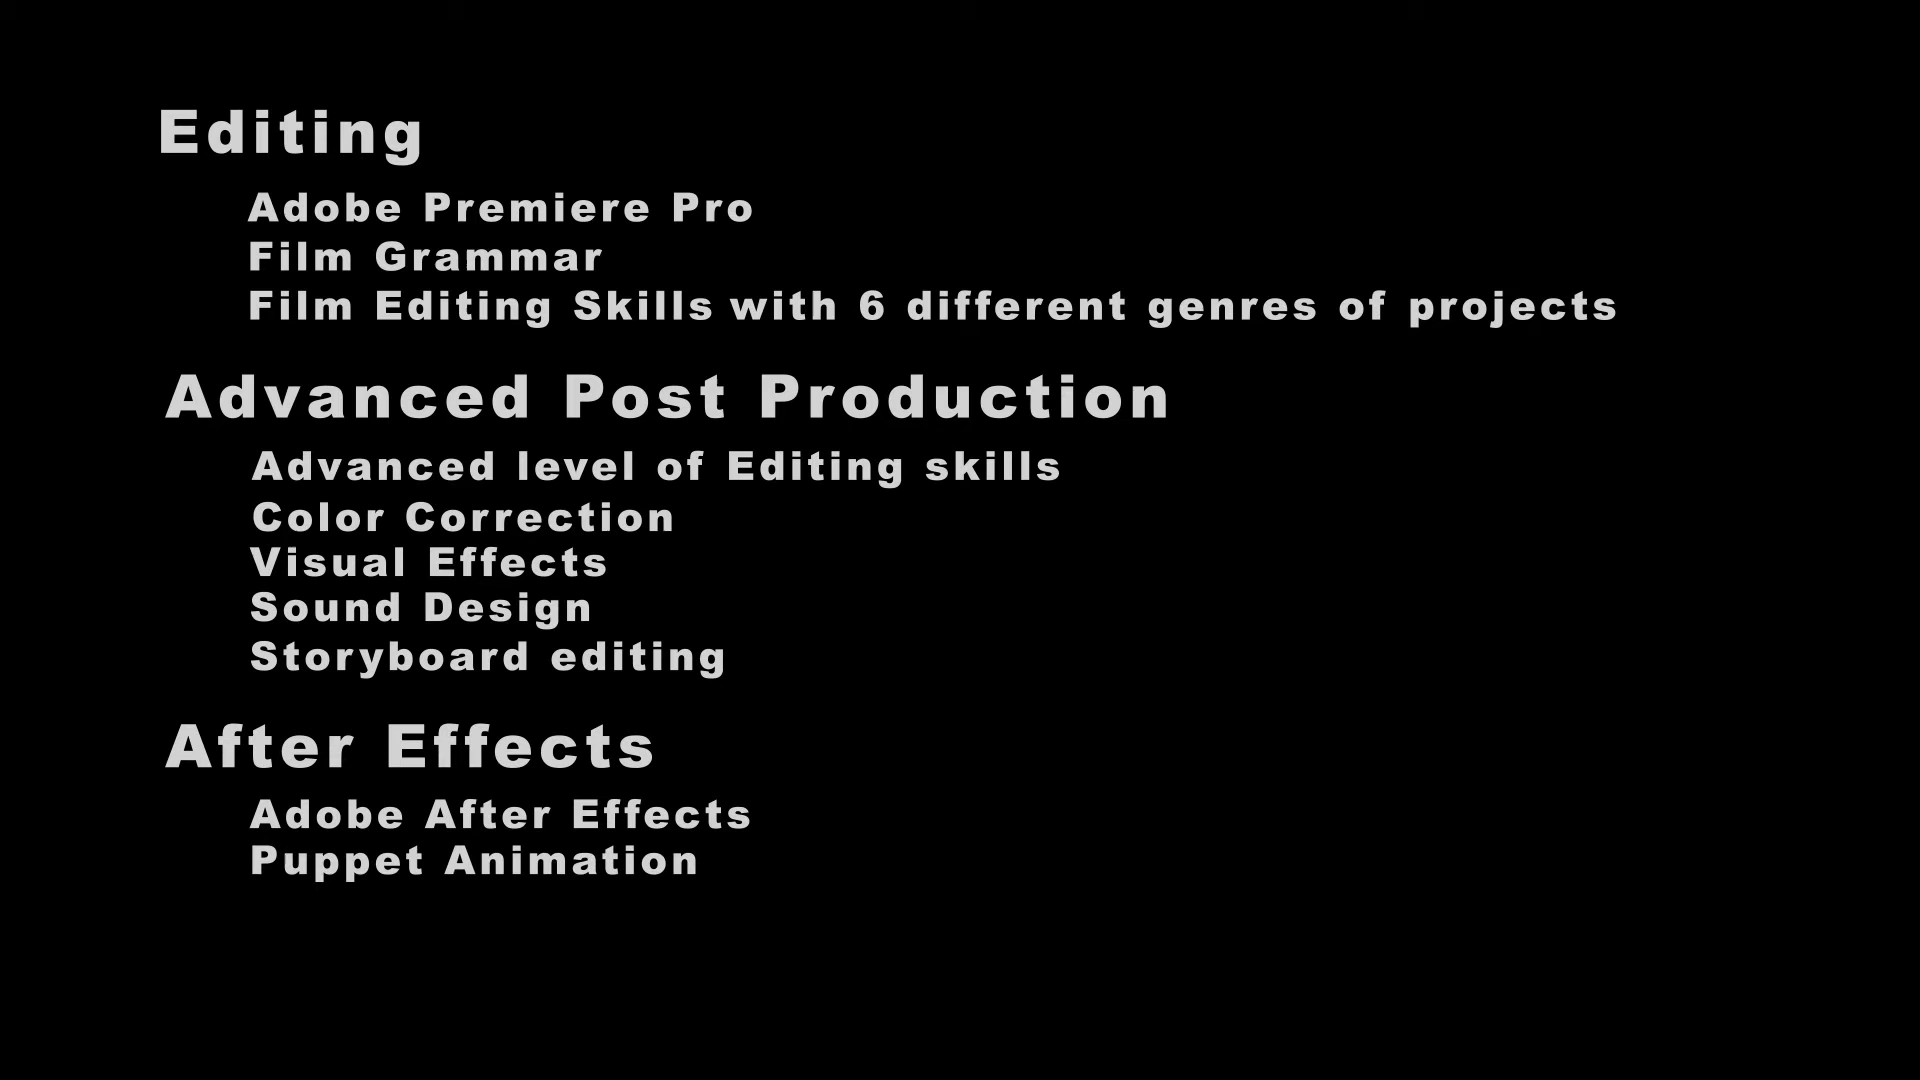 Editing
Adobe Premiere Pro
Film Grammar
Film Editing Skills with 6 different genres of projects
Advanced Post Production
Advanced level of Editing skills
Color Correction
Visual Effects
Sound Design
Storyboard editing
After Effects
Adobe After Effects
Puppet Animation